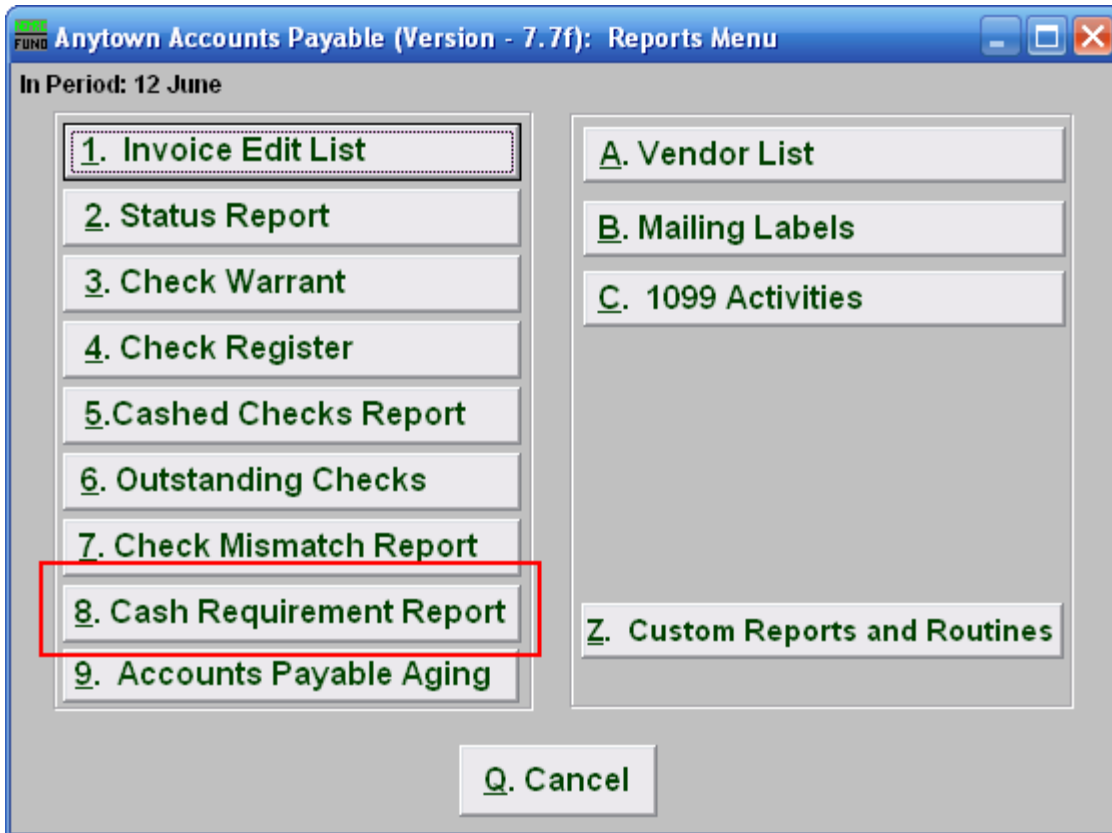 FUND Anytown Accounts Payable (Version - 7.7f): Reports Menu
In Period: 12 June
1. Invoice Edit List
2. Status Report
3. Check Warrant
4. Check Register
5.Cashed Checks Report
6. Outstanding Checks
7. Check Mismatch Report
8. Cash Requirement Report
9. Accounts Payable Aging
A. Vendor List
B. Mailing Labels
C. 1099 Activities
Z. Custom Reports and Routines
Q. Cancel